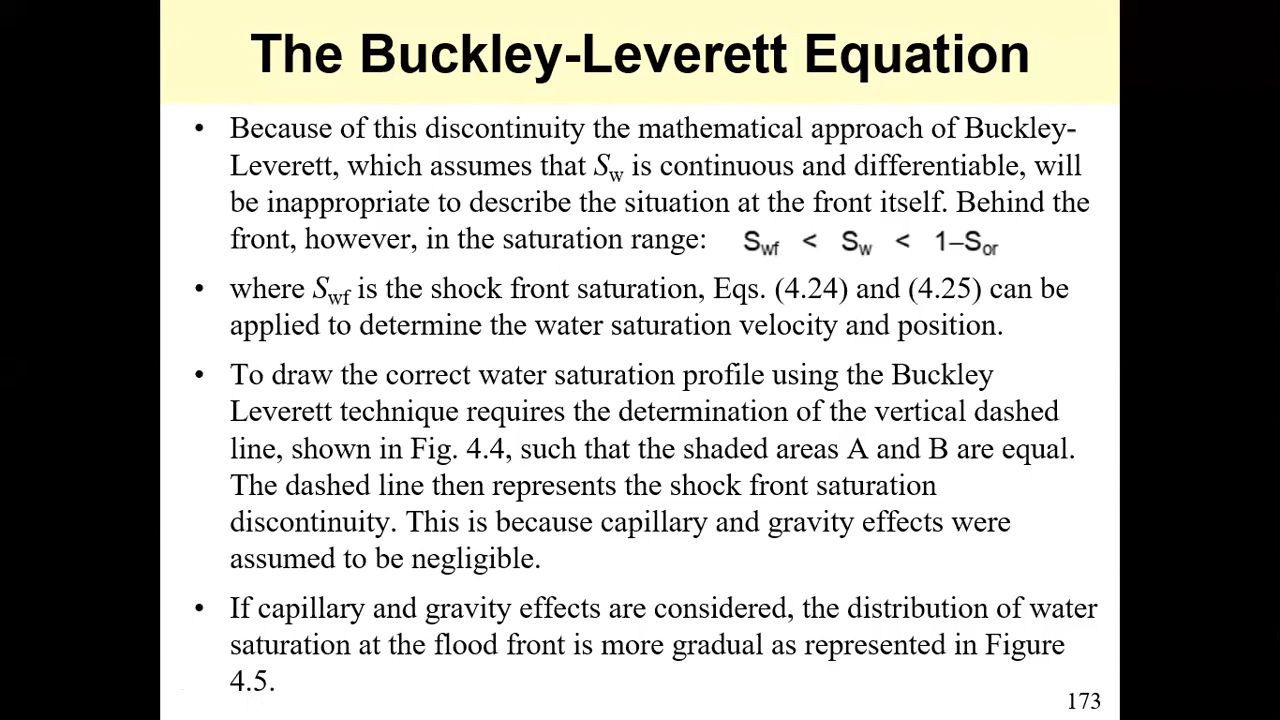 The Buckley-Leverett Equation
• Because of this discontinuity the mathematical approach of Buckley-
Leverett, which assumes that Sw is continuous and differentiable, will
be inappropriate to describe the situation at the front itself. Behind the
front, however, in the saturation range: Swf < Sw < 1–Sor
• where Swf is the shock front saturation, Eqs. (4.24) and (4.25) can be
applied to determine the water saturation velocity and position.
• To draw the correct water saturation profile using the Buckley
Leverett technique requires the determination of the vertical dashed
line, shown in Fig. 4.4, such that the shaded areas A and B are equal.
The dashed line then represents the shock front saturation
discontinuity. This is because capillary and gravity effects were
assumed to be negligible.
• If capillary and gravity effects are considered, the distribution of water
saturation at the flood front is more gradual as represented in Figure
4.5.
173